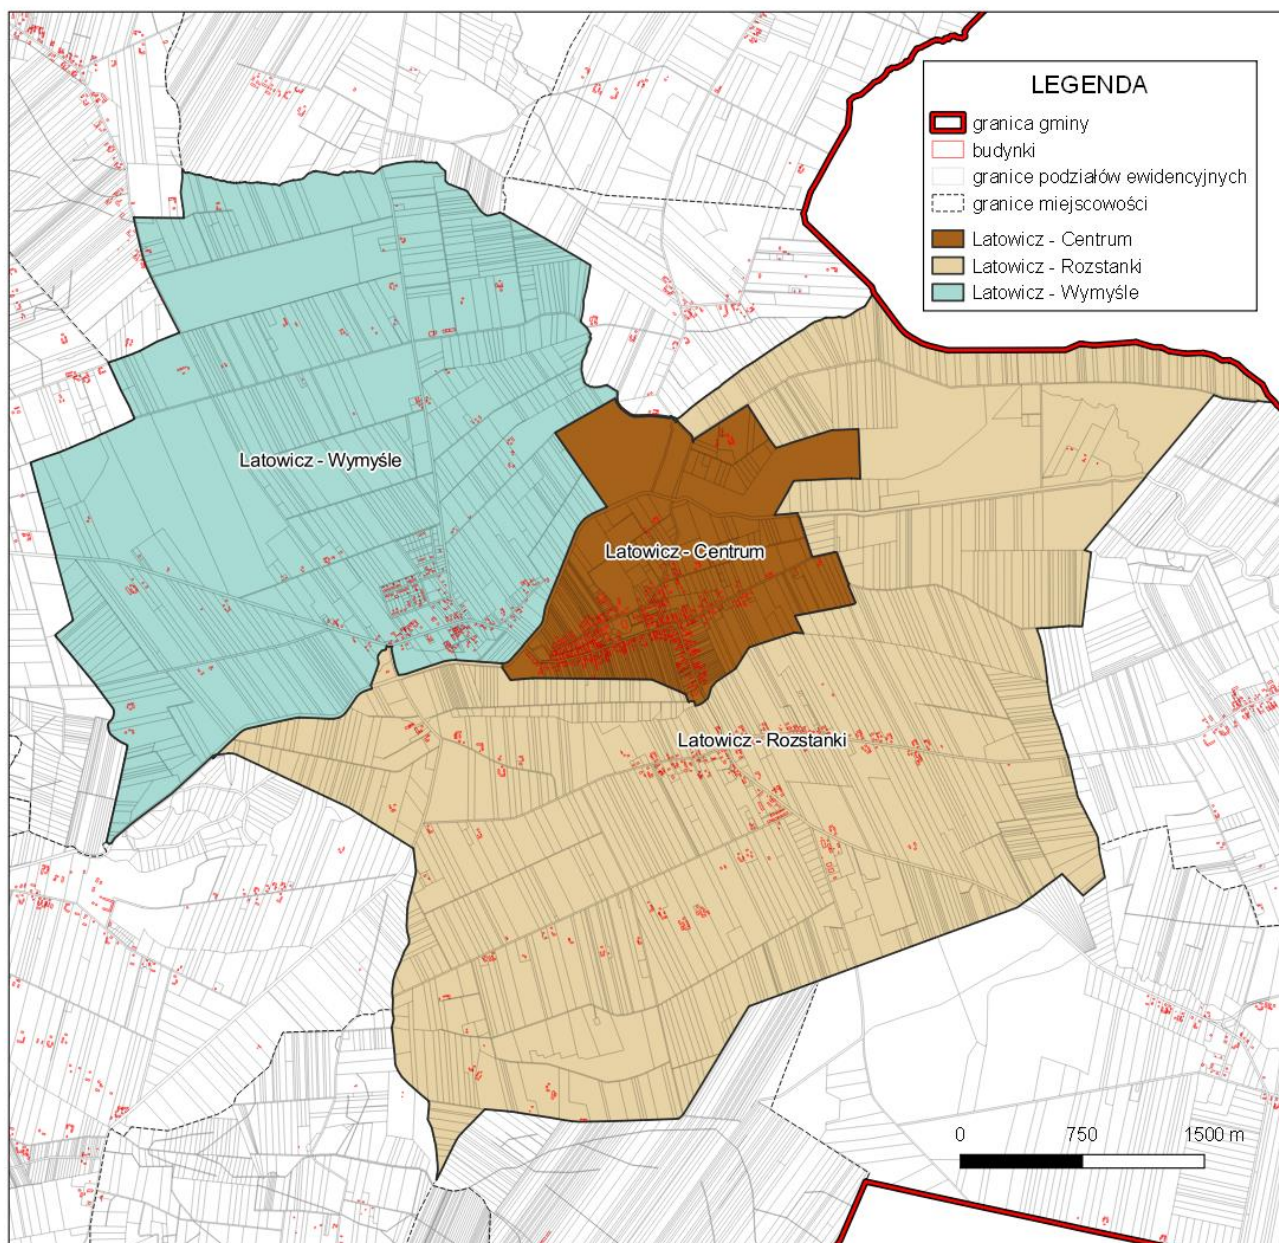 LEGENDA
granica gminy
budynki
granice podziałów ewidencyjnych
granice miejscowości
Latowicz - Centrum
Latowicz - Rozstanki
Latowicz - Wymyśle
Latowicz - Wymyśle
Latowicz - Centrum
Latowicz - Rozstanki
0 750 1500 m